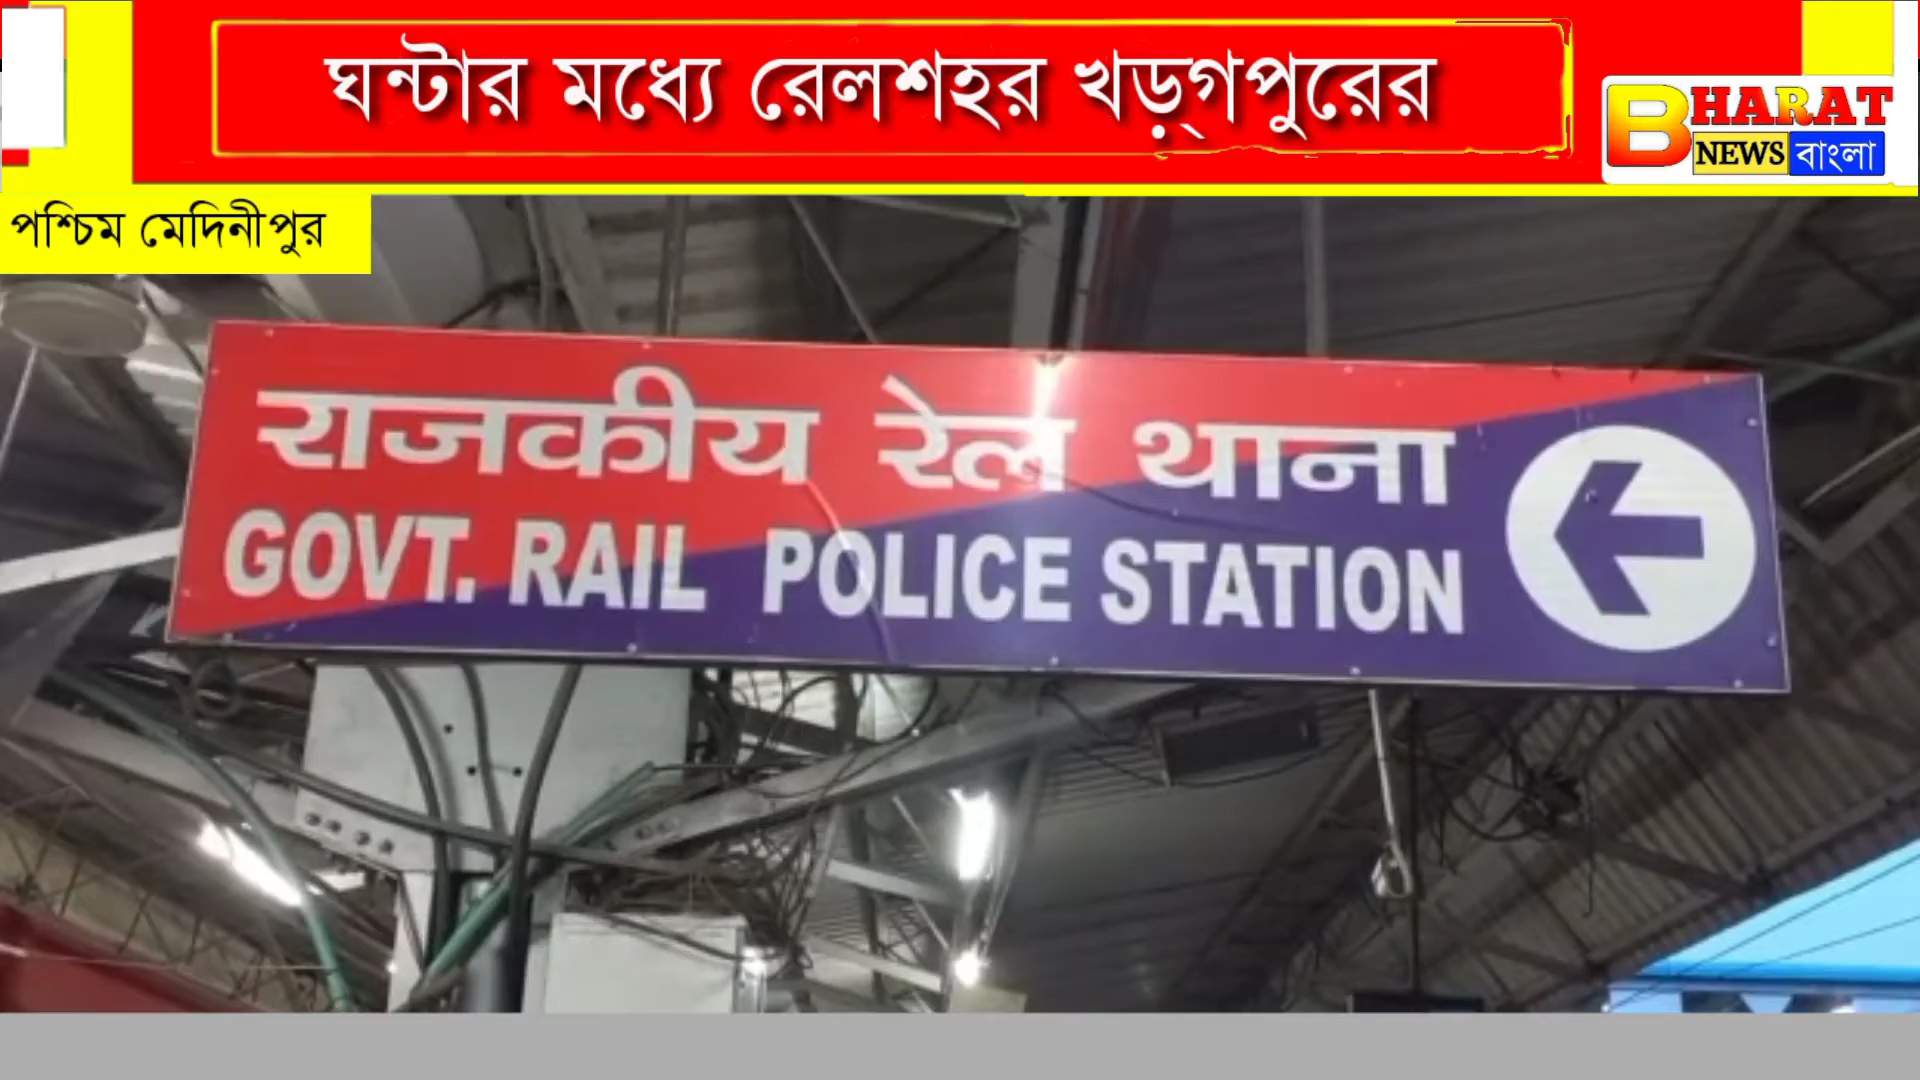 ঘন্টার মধ্যে রেলশহর খড়্গপুরের
BHARAT
NEWS বাংলা
পশ্চিম মেদিনীপুর
राजकीय रेल थाना
GOVT. RAIL POLICE STATION